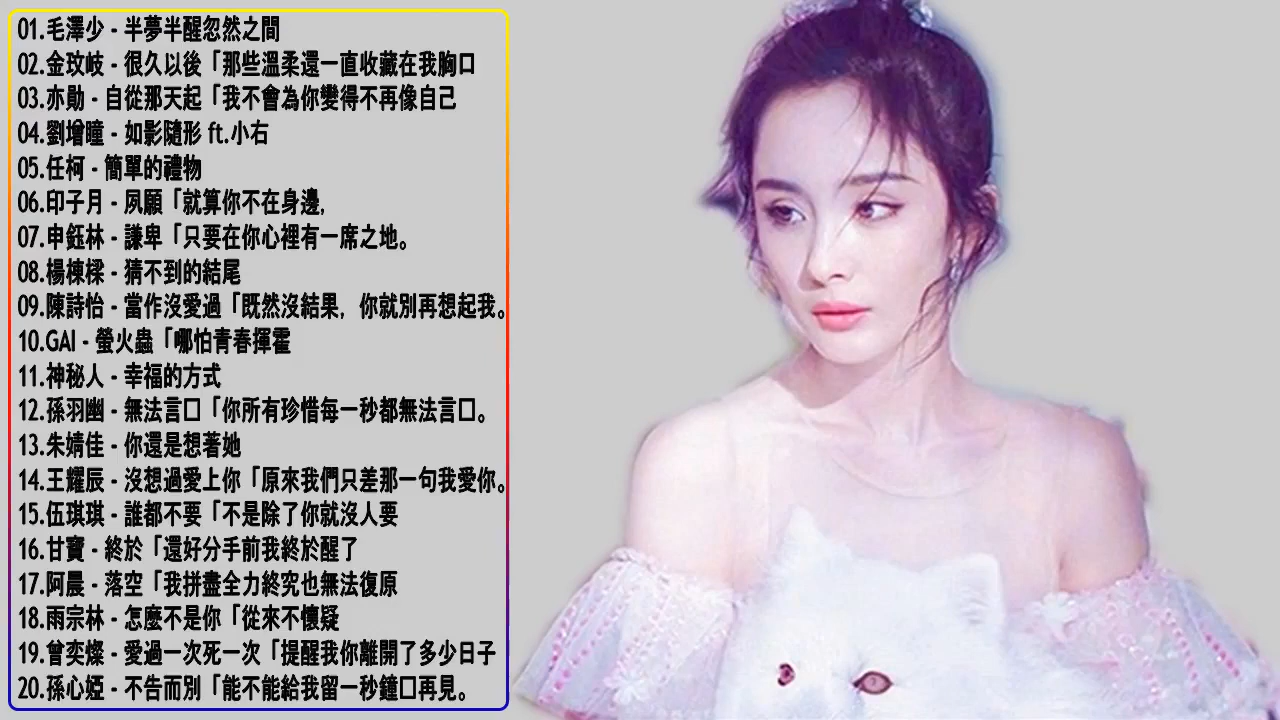 01.毛澤少 - 半夢半醒忽然之間
02.金玟岐 - 很久以後「那些溫柔還一直收藏在我胸口
03.亦勛 - 自從那天起「我不會為你變得不再像自己
04.劉增瞳 - 如影隨形 ft.小右
05.任柯 - 簡單的禮物
06.印子月 - 夙願「就算你不在身邊,
07.申鈺林 - 謙卑「只要在你心裡有一席之地。
08.楊棟樑 - 猜不到的結尾
09.陳詩怡 - 當作沒愛過「既然沒結果，你就別再想起我。
10.GAI - 螢火蟲「哪怕青春揮霍
11.神秘人 - 幸福的方式
12.孫羽幽 - 無法言囗「你所有珍惜每一秒都無法言囗。
13.朱婧佳 - 你還是想著她
14.王耀辰 - 沒想過愛上你「原來我們只差那一句我愛你。
15.伍琪琪 - 誰都不要「不是除了你就沒人要
16.甘寶 - 終於「還好分手前我終於醒了
17.阿晨 - 落空「我拼盡全力終究也無法復原
18.雨宗林 - 怎麼不是你「從來不懷疑
19.曾奕燦 - 愛過一次死一次「提醒我你離開了多少日子
20.孫心婭 - 不告而別「能不能給我留一秒鐘囗再見。